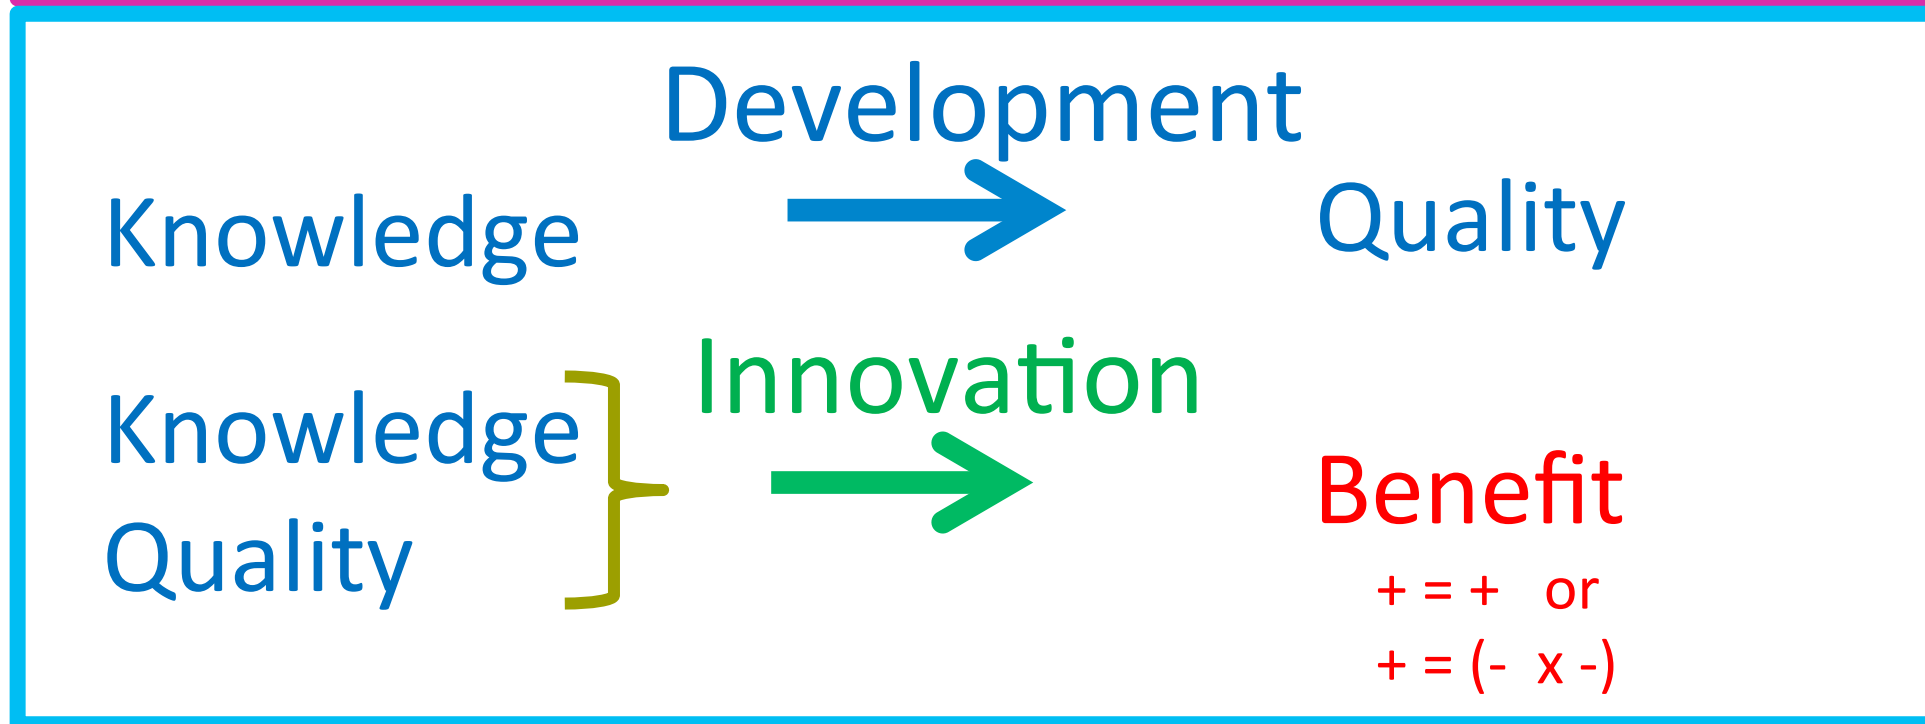 Development
Knowledge Quality
Innovation
Knowledge
Quality
Benefit
+ = + or
+ = (- x -)